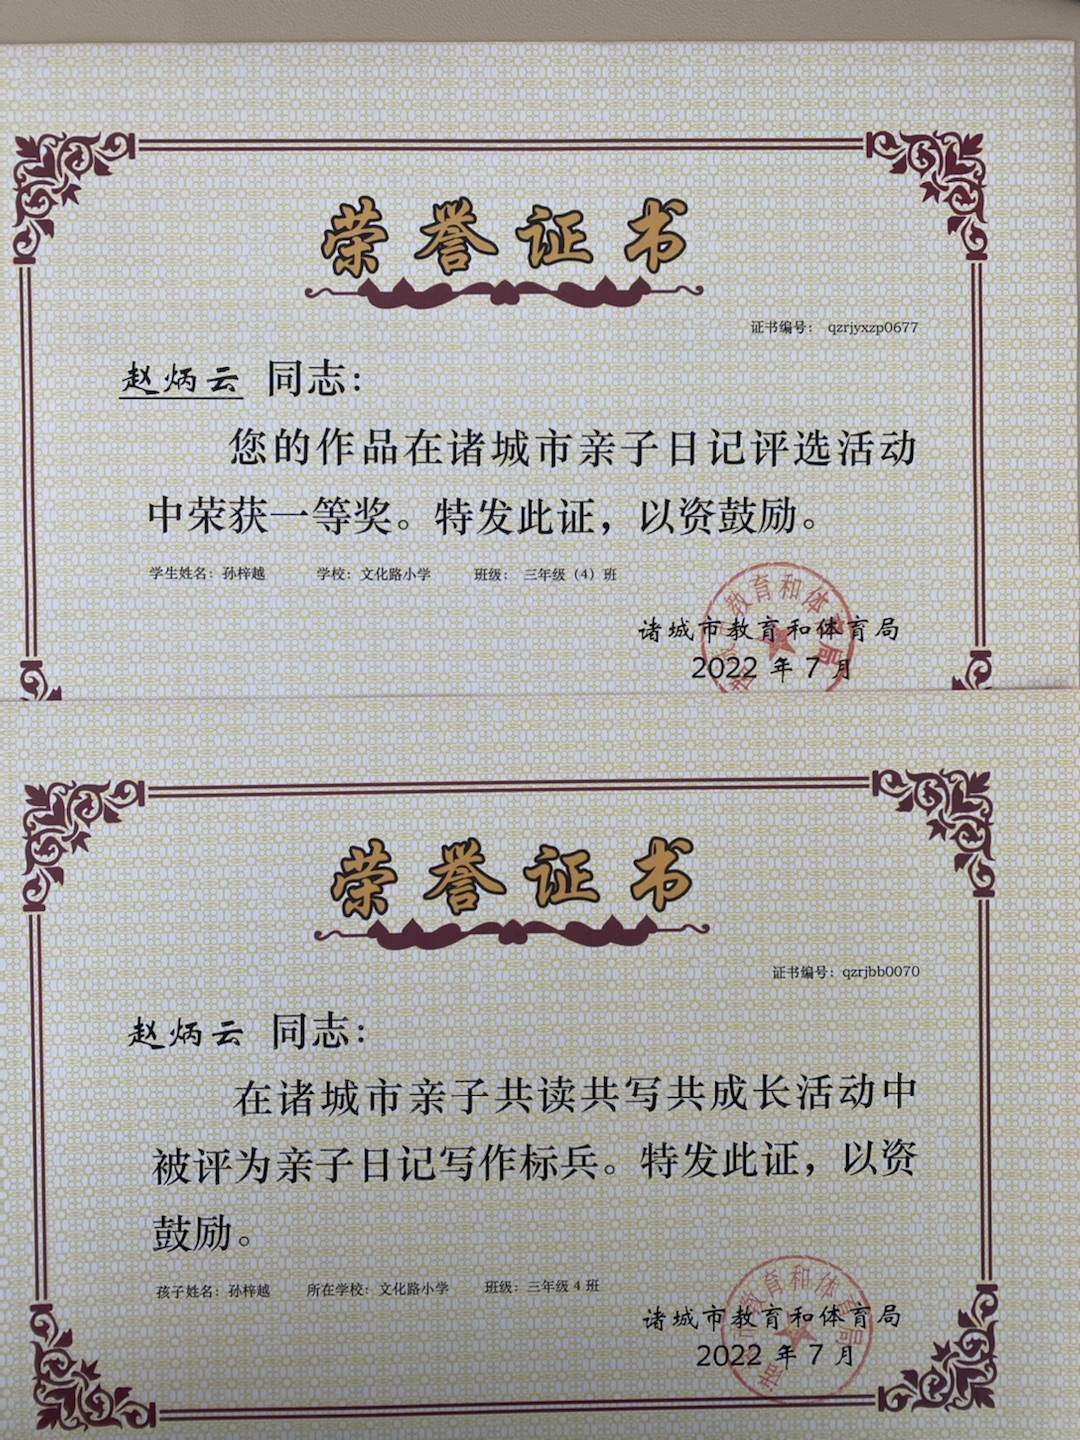 荣誉证书
证书编号： qzrjyxzp0677
赵炳云 同志：
您的作品在诸城市亲子日记评选活动
中荣获一等奖。特发此证，以资鼓励。
学生姓名：孙梓越 学校：文化路小学 班级： 三年级（4）班
诸城市教育和体育局
2022 年 7 月
荣誉证书
证书编号：qzrjbb0070
赵炳云 同志：
在诸城市亲子共读共写共成长活动中
被评为亲子日记写作标兵。特发此证，以资
鼓励。
孩子姓名：孙梓越 所在学校：文化路小学 班级：三年级 4 班
诸城市教育和体育局
2022 年 7 月